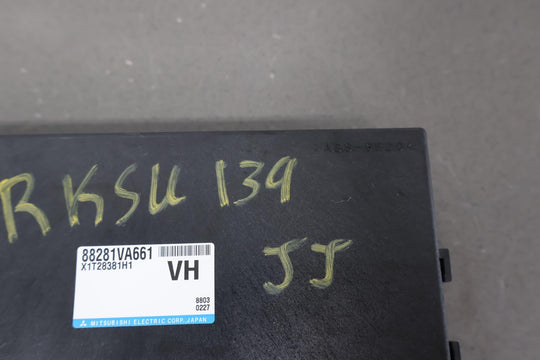 RKSU 139
JJ
88281VA661
X1T28381H1
VH
8803
0227
MITSUBISHI ELECTRIC CORP. JAPAN